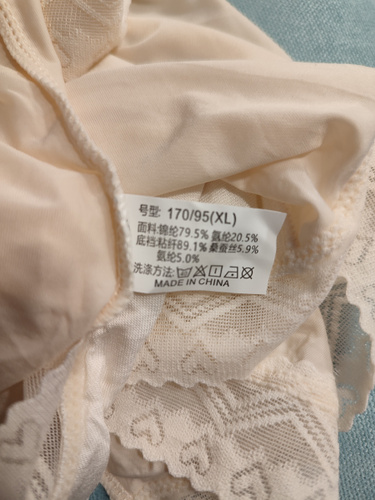 号型: 170/95(XL)
面料:锦纶79.5% 氨纶20.5%
底裆:粘纤89.1% 桑蚕丝5.9%
氨纶5.0%
洗涤方法:
MADE IN CHINA